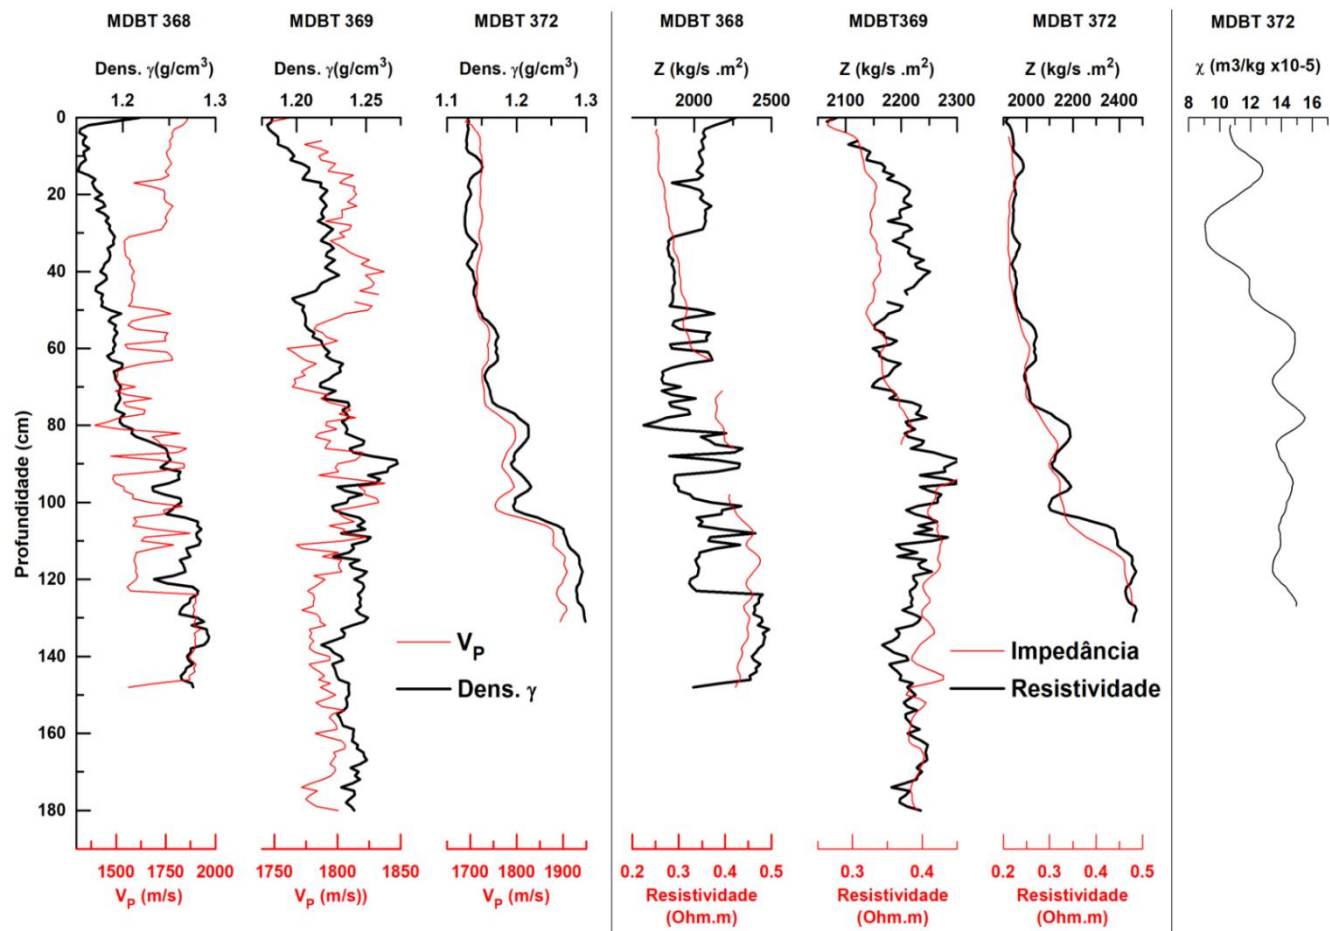 MDBT 368 MDBT 369 MDBT 372 MDBT 368 MDBT369 MDBT 372 MDBT 372
Dens. γ(g/cm³) Dens. γ(g/cm³) Dens. γ(g/cm³) Z (kg/s .m²) Z (kg/s .m²) Z (kg/s .m²) χ (m3/kg x10-5)
1.2 1.3 1.20 1.25 1.1 1.2 1.3 2000 2500 2100 2200 2300 2000 2200 2400 8 10 12 14 16
0
20
40
60
80
100
120
140
160
180
Profundidade (cm)
V_P
Dens. γ
Impedância
Resistividade
1500 1750 2000 1750 1800 1850 1700 1800 1900 0.2 0.3 0.4 0.5 0.3 0.4 0.2 0.3 0.4 0.5
V_P (m/s) V_P (m/s)) V_P (m/s) Resistividade Resistividade Resistividade
(Ohm.m) (Ohm.m) (Ohm.m)